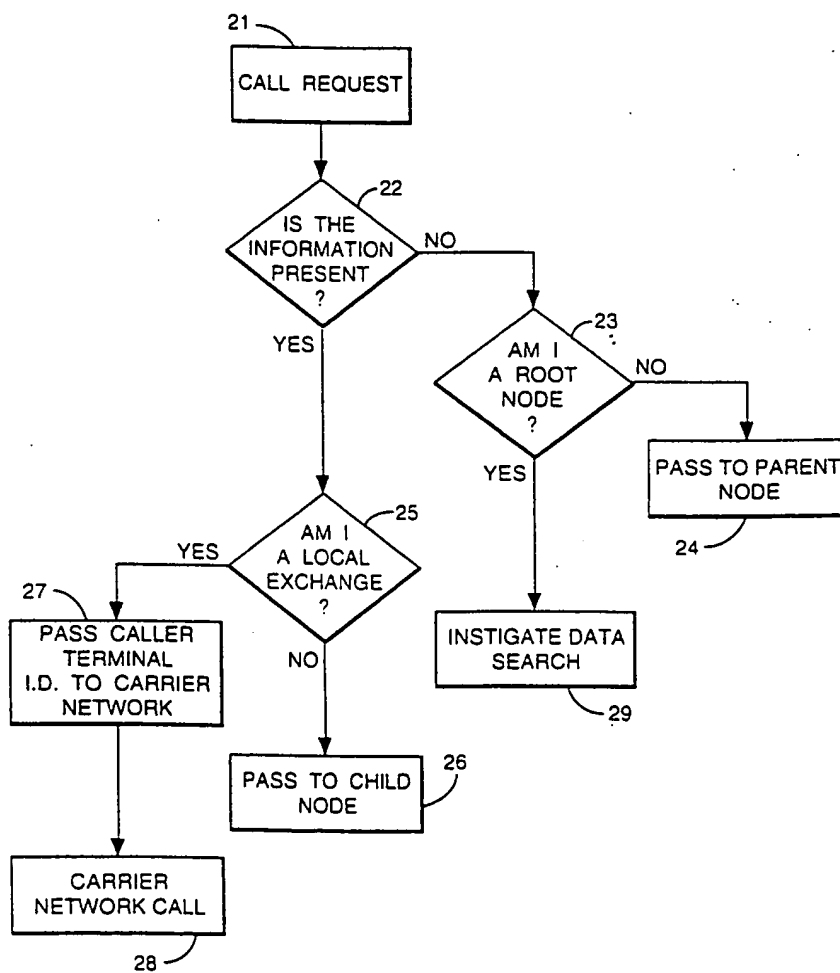 21
CALL REQUEST
22
IS THE
INFORMATION
PRESENT
?
NO
YES
23
AM I
A ROOT
NODE
?
NO
YES
PASS TO PARENT
NODE
24
25
AM I
A LOCAL
EXCHANGE
?
YES
NO
27
PASS CALLER
TERMINAL
I.D. TO CARRIER
NETWORK
INSTIGATE DATA
SEARCH
29
PASS TO CHILD
NODE
26
CARRIER
NETWORK CALL
28